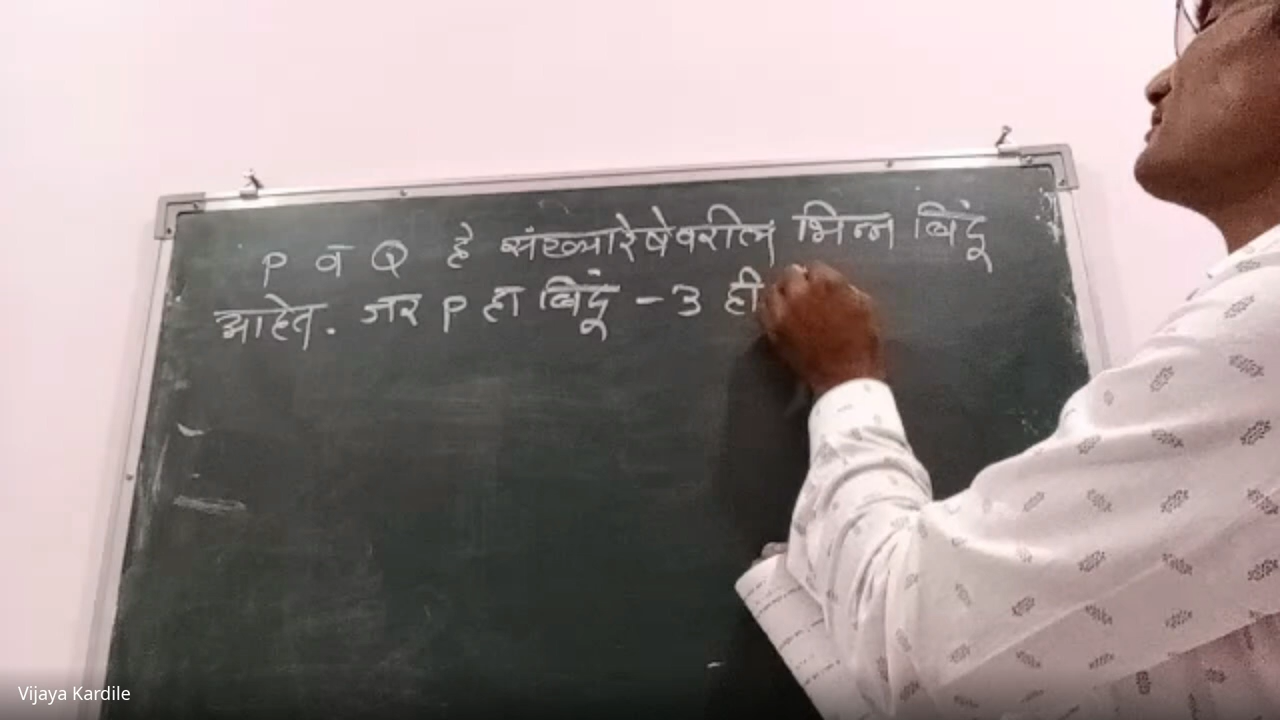 P व Q हे संख्यारेषेवरील भिन्न बिंदू
आहेत. जर P हा बिंदू -3 ही
Vijaya Kardile